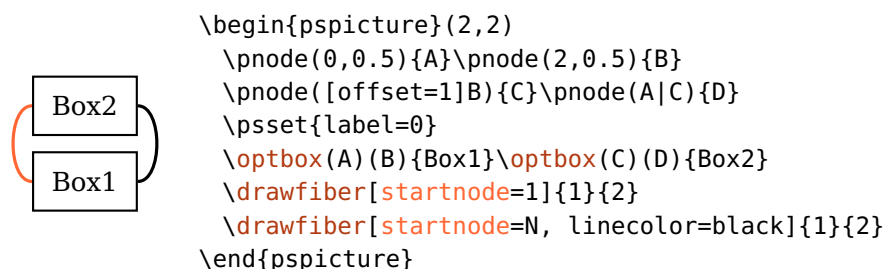 Box2
Box1
\begin{pspicture}(2,2)
\pnode(0,0.5){A}\pnode(2,0.5){B}
\pnode([offset=1]B){C}\pnode(A|C){D}
\psset{label=0}
\optbox(A)(B){Box1}\optbox(C)(D){Box2}
\drawfiber[startnode=1]{1}{2}
\drawfiber[startnode=N, linecolor=black]{1}{2}
\end{pspicture}